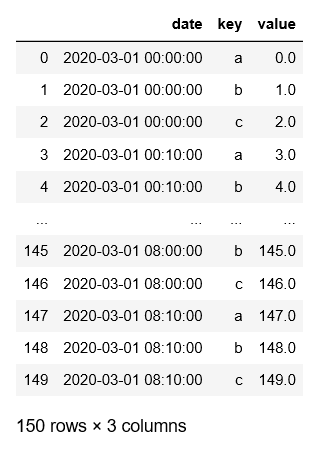 date key value
0 2020-03-01 00:00:00 a 0.0
1 2020-03-01 00:00:00 b 1.0
2 2020-03-01 00:00:00 c 2.0
3 2020-03-01 00:10:00 a 3.0
4 2020-03-01 00:10:00 b 4.0
... ... ... ...
145 2020-03-01 08:00:00 b 145.0
146 2020-03-01 08:00:00 c 146.0
147 2020-03-01 08:10:00 a 147.0
148 2020-03-01 08:10:00 b 148.0
149 2020-03-01 08:10:00 c 149.0
150 rows × 3 columns